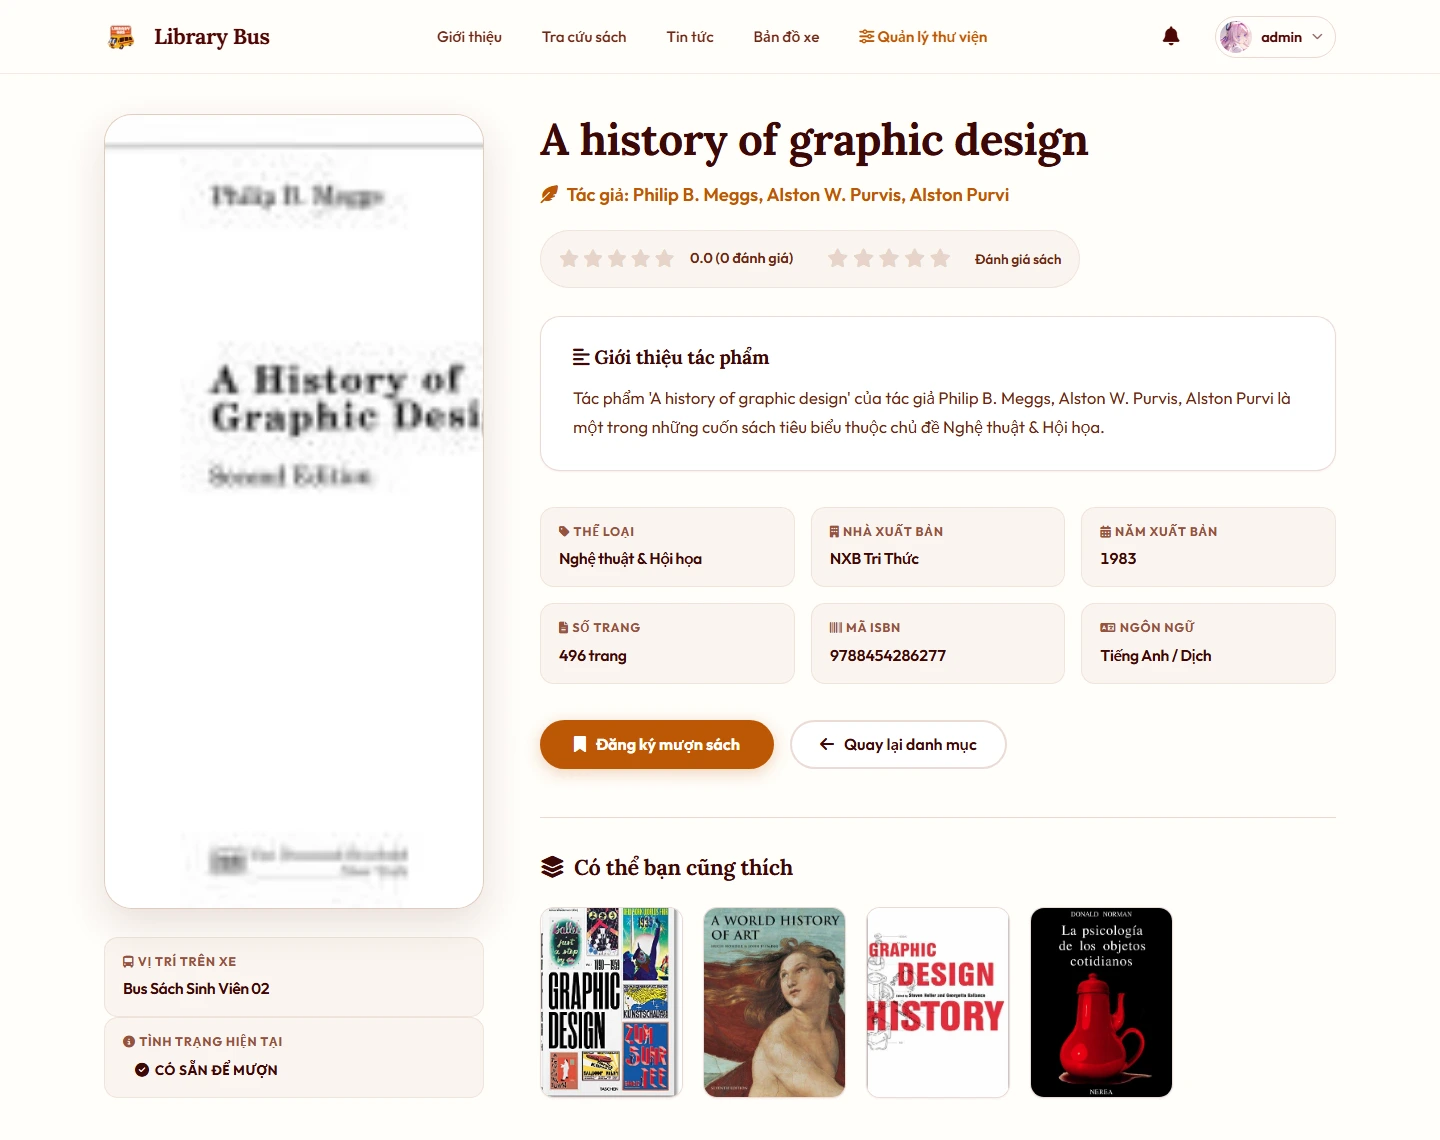 Library Bus
Giới thiệu
Tra cứu sách
Tin tức
Bản đồ xe
Quản lý thư viện
admin
Philip B. Meggs
A History of
Graphic Desi
Second Edition
New York
VỊ TRÍ TRÊN XE
Bus Sách Sinh Viên 02
TÌNH TRẠNG HIỆN TẠI
CÓ SẴN ĐỂ MƯỢN
A history of graphic design
Tác giả: Philip B. Meggs, Alston W. Purvis, Alston Purvi
0.0 (0 đánh giá)
Đánh giá sách
Giới thiệu tác phẩm
Tác phẩm 'A history of graphic design' của tác giả Philip B. Meggs, Alston W. Purvis, Alston Purvi là
một trong những cuốn sách tiêu biểu thuộc chủ đề Nghệ thuật & Hội họa.
THỂ LOẠI
Nghệ thuật & Hội họa
NHÀ XUẤT BẢN
NXB Tri Thức
NĂM XUẤT BẢN
1983
SỐ TRANG
496 trang
MÃ ISBN
9788454286277
NGÔN NGỮ
Tiếng Anh / Dịch
Đăng ký mượn sách
Quay lại danh mục
Có thể bạn cũng thích
GRAPHIC
DESIGN
A WORLD HISTORY
OF ART
GRAPHIC
DESIGN
HISTORY
DONALD NORMAN
La psicología
de los objetos
cotidianos
NEREA